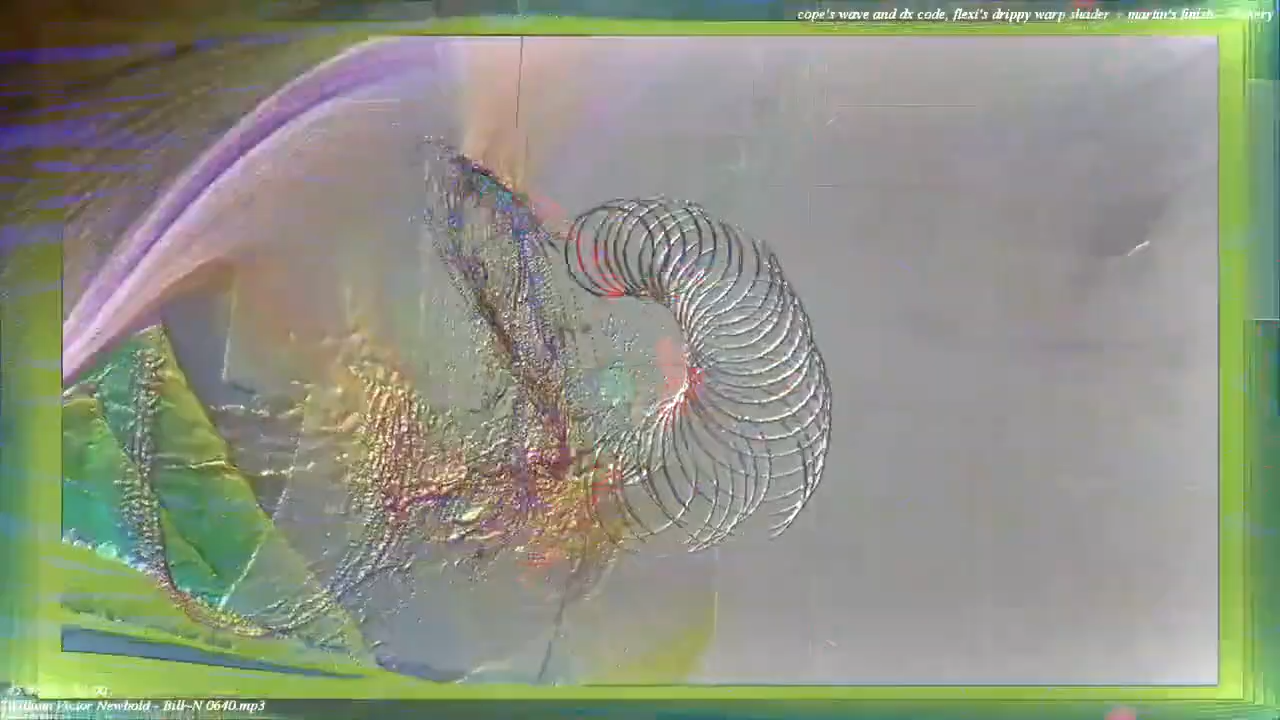 cope's wave and dx code, flexi's drippy warp shader + martin's finish
William Victor Newbold - Bill~N 0640.mp3